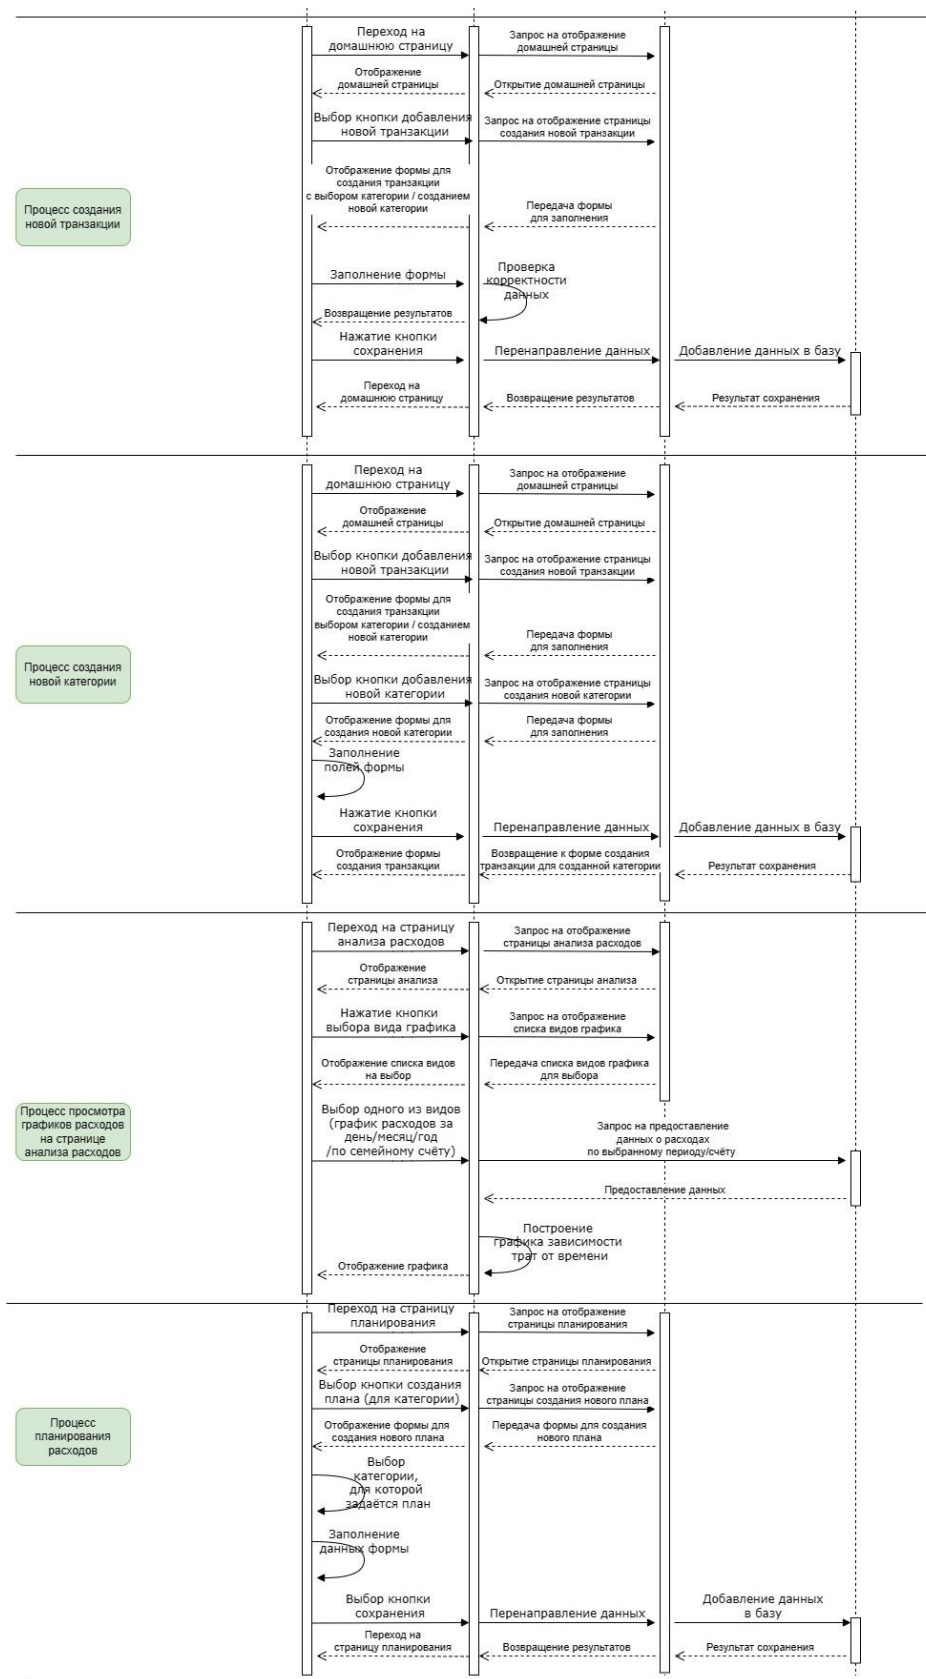 Переход на
домашнюю страницу
Запрос на отображение
домашней страницы
Отображение
домашней страницы
Открытие домашней страницы
Выбор кнопки добавления
новой транзакции
Запрос на отображение страницы
создания новой транзакции
Процесс создания
новой транзакции
Отображение формы для
создания транзакции
с выбором категории / созданием
новой категории
Передача формы
для заполнения
Заполнение формы
Проверка
корректности
данных
Возвращение результатов
Нажатие кнопки
сохранения
Перенаправление данных
Добавление данных в базу
Переход на
домашнюю страницу
Возвращение результатов
Результат сохранения
Переход на
домашнюю страницу
Запрос на отображение
домашней страницы
Отображение
домашней страницы
Открытие домашней страницы
Выбор кнопки добавления
новой транзакции
Запрос на отображение страницы
создания новой транзакции
Отображение формы для
создания транзакции
выбором категории / созданием
новой категории
Передача формы
для заполнения
Процесс создания
новой категории
Выбор кнопки добавления
новой категории
Запрос на отображение страницы
создания новой категории
Отображение формы для
создания новой категории
Передача формы
для заполнения
Заполнение
полей формы
Нажатие кнопки
сохранения
Перенаправление данных
Добавление данных в базу
Отображение формы
создания транзакции
Возвращение к форме создания
транзакции для созданной категории
Результат сохранения
Переход на страницу
анализа расходов
Запрос на отображение
страницы анализа расходов
Отображение
страницы анализа
Открытие страницы анализа
Нажатие кнопки
выбора вида графика
Запрос на отображение
списка видов графика
Отображение списка видов
на выбор
Передача списка видов графика
для выбора
Процесс просмотра
графиков расходов
на странице
анализа расходов
Выбор одного из видов
(график расходов за
день/месяц/год
/по семейному счёту)
Запрос на предоставление
данных о расходах
по выбранному периоду/счёту
Предоставление данных
Построение
графика зависимости
трат от времени
Отображение графика
Переход на страницу
планирования
Запрос на отображение
страницы планирования
Отображение
страницы планирования
Открытие страницы планирования
Выбор кнопки создания
плана (для категории)
Запрос на отображение
страницы создания нового плана
Процесс
планирования
расходов
Отображение формы для
создания нового плана
Передача формы для создания
нового плана
Выбор
категории,
для которой
задаётся план
Заполнение
данных формы
Выбор кнопки
сохранения
Перенаправление данных
Добавление данных
в базу
Переход на
страницу планирования
Возвращение результатов
Результат сохранения